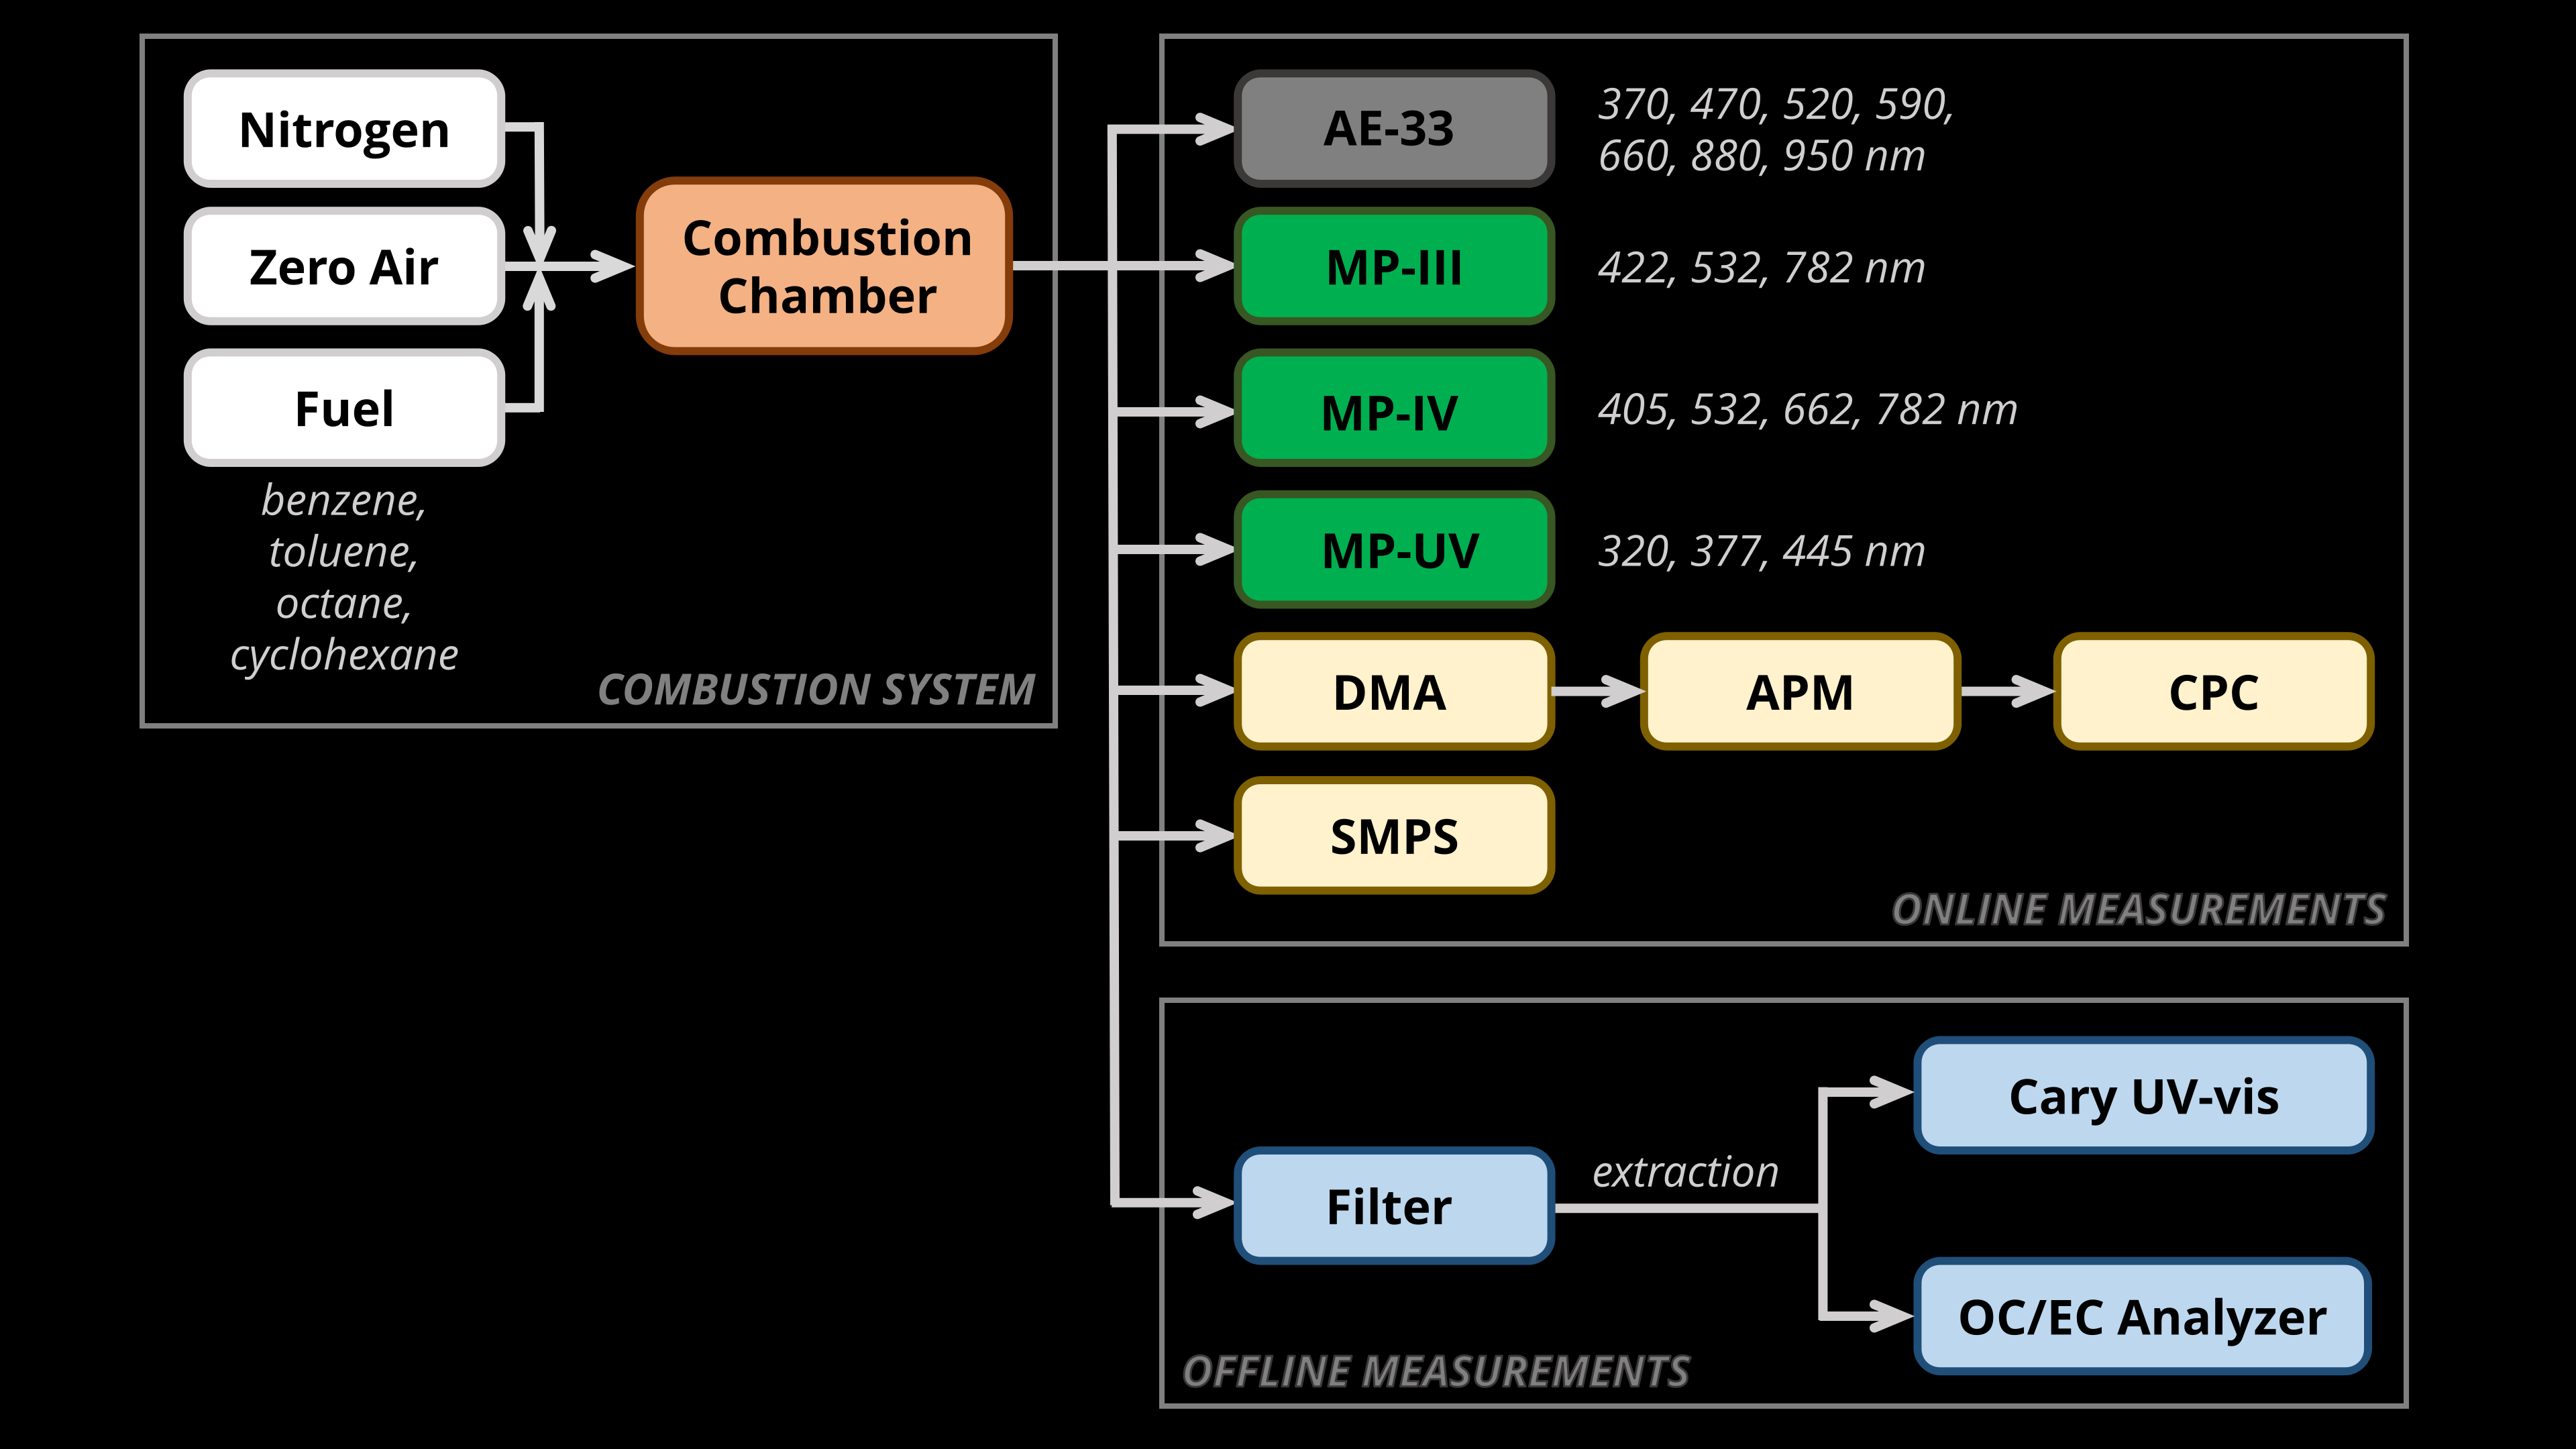 Nitrogen
Zero Air
Fuel
benzene,
toluene,
octane,
cyclohexane
Combustion
Chamber
COMBUSTION SYSTEM
AE-33
370, 470, 520, 590,
660, 880, 950 nm
MP-III
422, 532, 782 nm
MP-IV
405, 532, 662, 782 nm
MP-UV
320, 377, 445 nm
DMA
APM
CPC
SMPS
ONLINE MEASUREMENTS
Filter
extraction
Cary UV-vis
OC/EC Analyzer
OFFLINE MEASUREMENTS